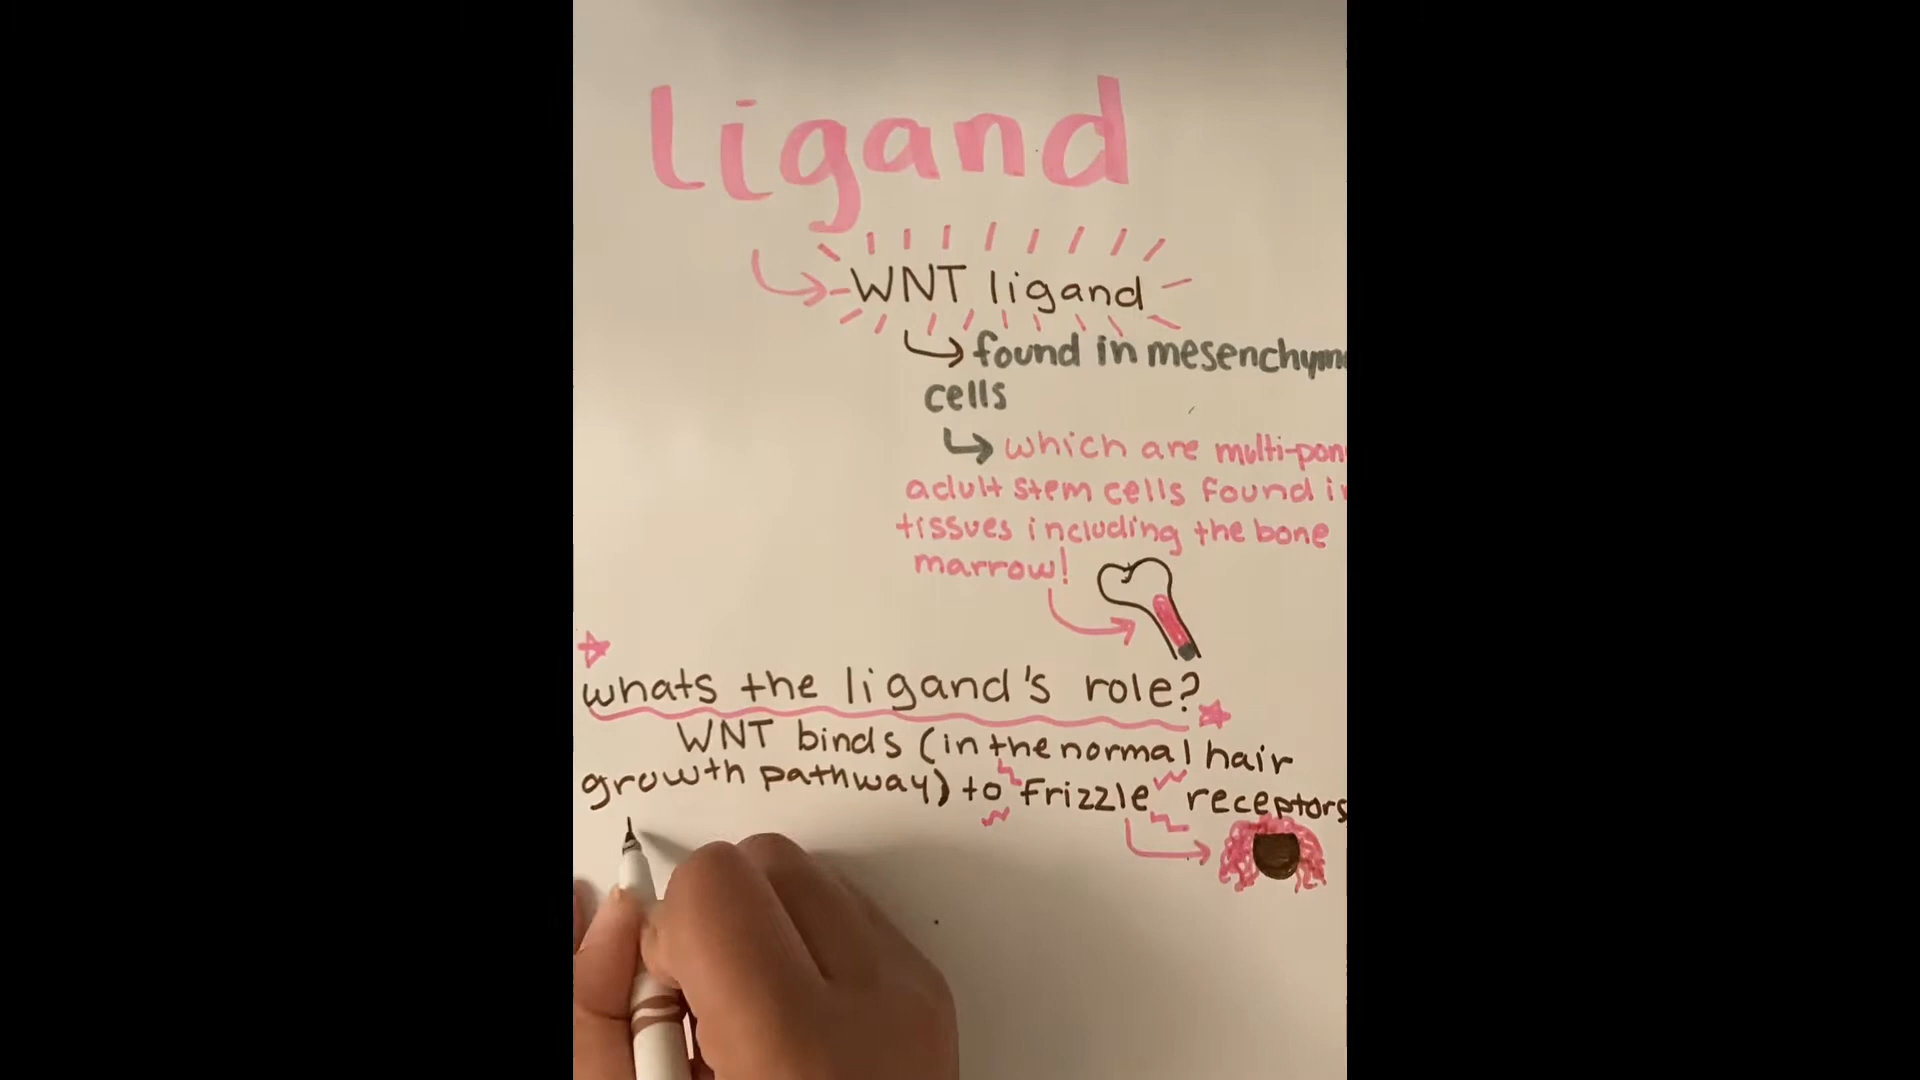 ligand
WNT ligand
found in mesenchym
cells
which are multi-pon
adult stem cells found in
tissues including the bone
marrow!
whats the ligand's role?
WNT binds (in the normal hair
growth pathway) to frizzle receptors